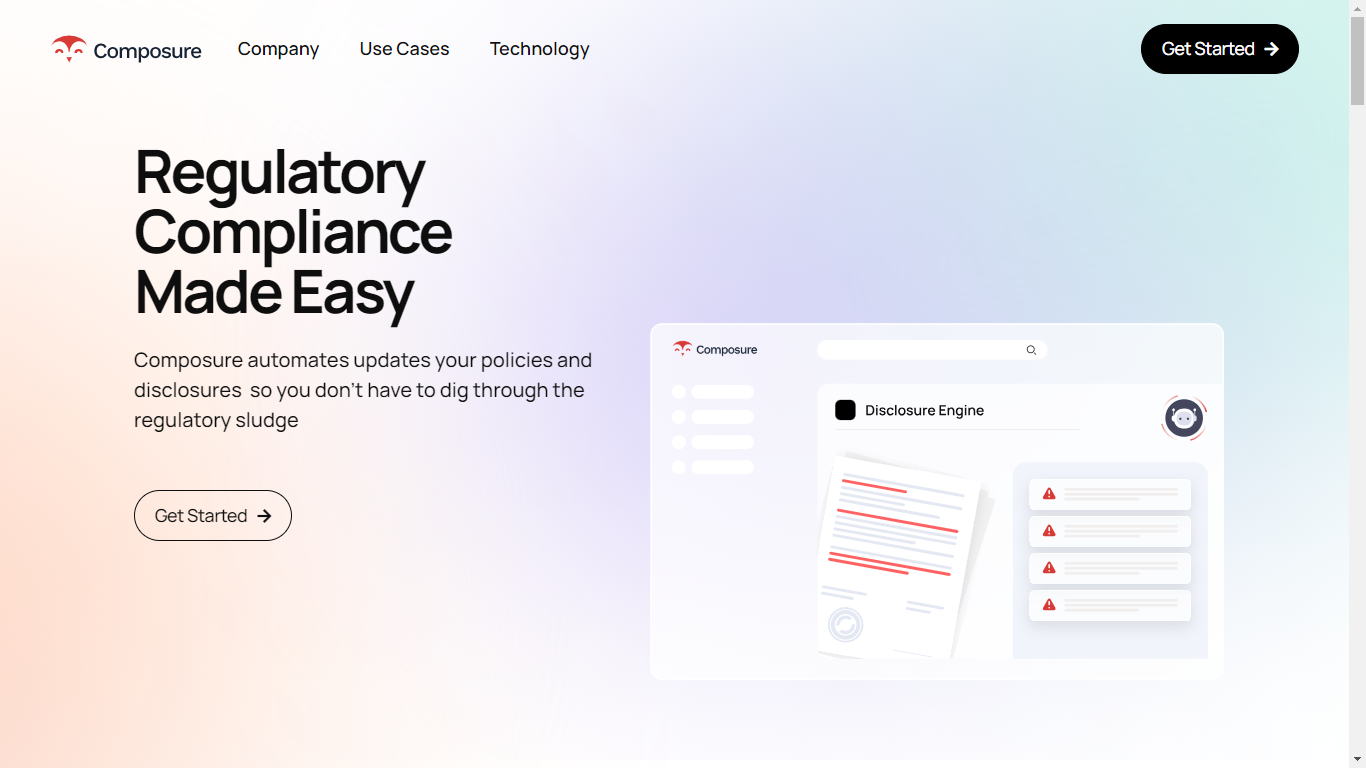 Composure
Company
Use Cases
Technology
Get Started
Regulatory
Compliance
Made Easy
Composure automates updates your policies and
disclosures  so you don't have to dig through the
regulatory sludge
Get Started
Composure
Disclosure Engine